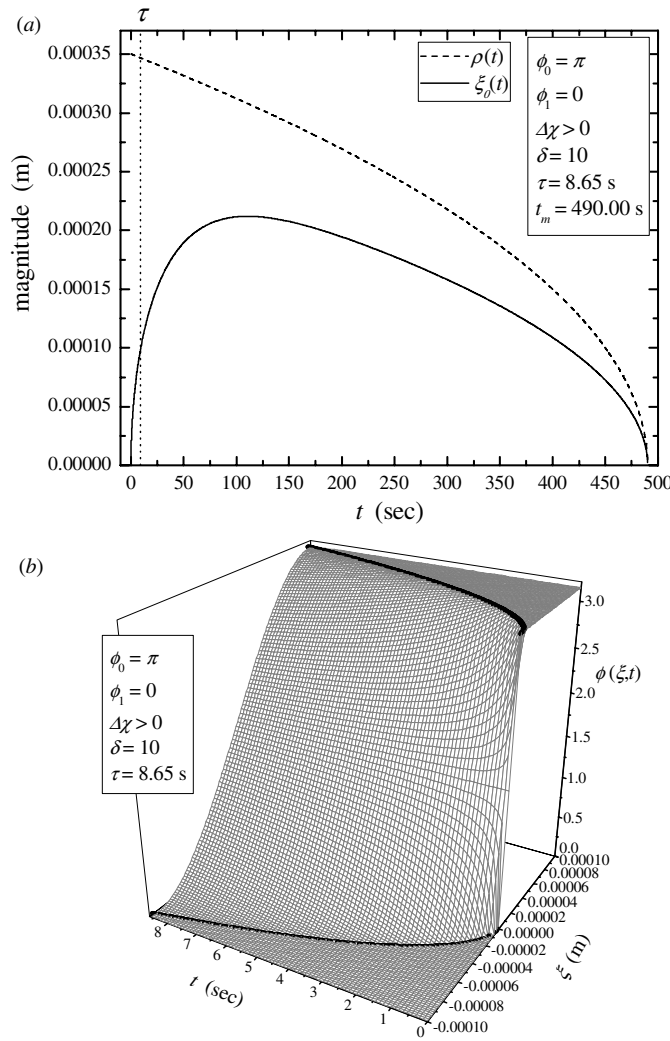 (a)
τ
ρ(t)
ξ₀(t)
ϕ₀ = π
ϕ₁ = 0
Δχ > 0
δ = 10
τ = 8.65 s
t_m = 490.00 s
magnitude (m)
0.00035
0.00030
0.00025
0.00020
0.00015
0.00010
0.00005
0.00000
0 50 100 150 200 250 300 350 400 450 500
t (sec)
(b)
ϕ₀ = π
ϕ₁ = 0
Δχ > 0
δ = 10
τ = 8.65 s
3.0
2.5
2.0
1.5
1.0
0.5
0.0
ϕ(ξ,t)
0.00010
0.00008
0.00006
0.00004
0.00002
0.00000
-0.00002
-0.00004
-0.00006
-0.00008
-0.00010
ξ (m)
8 7 6 5 4 3 2 1 0
t (sec)